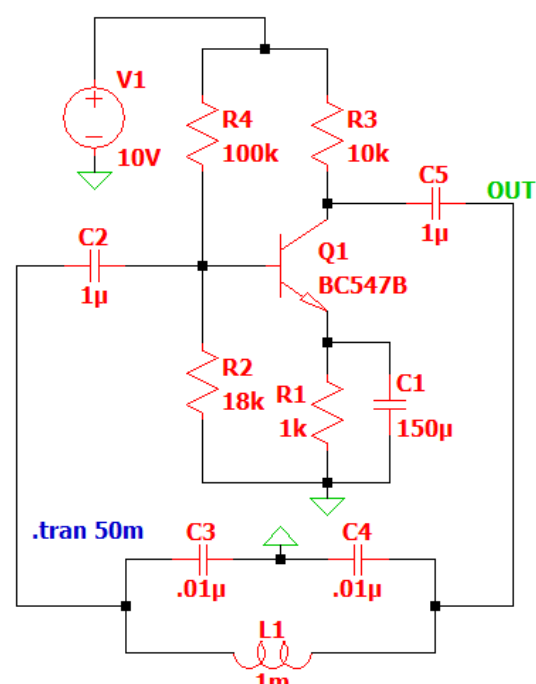 V1
10V
R4
100k
R3
10k
C5
1µ
OUT
C2
1µ
Q1
BC547B
R2
18k
R1
1k
C1
150µ
.tran 50m
C3
.01µ
C4
.01µ
L1
1m